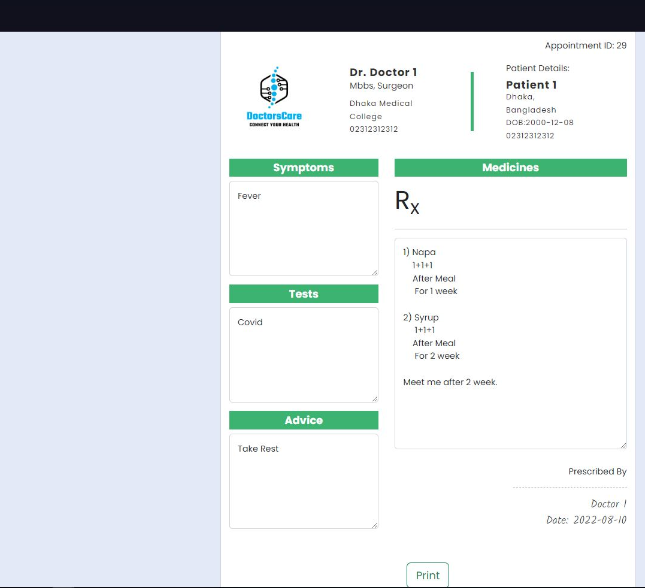 Appointment ID: 29
DoctorsCare
CONNECT YOUR HEALTH
Dr. Doctor 1
Mbbs, Surgeon
Dhaka Medical
College
02312312312
Patient Details:
Patient 1
Dhaka,
Bangladesh
DOB:2000-12-08
02312312312
Symptoms
Fever
Tests
Covid
Advice
Take Rest
Medicines
Rx
1) Napa
1+1+1
After Meal
For 1 week
2) Syrup
1+1+1
After Meal
For 2 week
Meet me after 2 week.
Prescribed By
Doctor 1
Date: 2022-08-10
Print